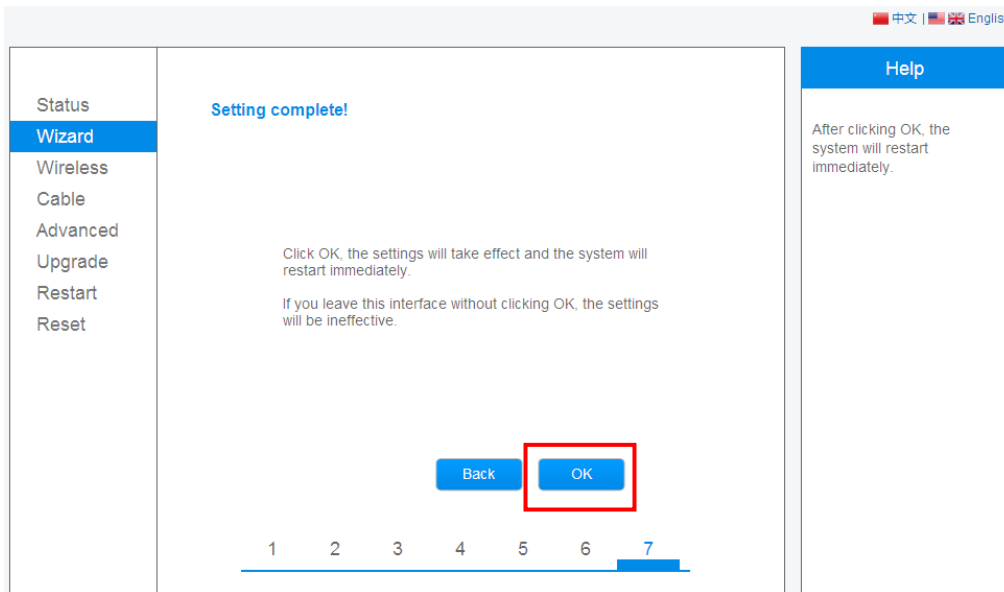 中文 | Englis
Help
Status
Wizard
Wireless
Cable
Advanced
Upgrade
Restart
Reset
Setting complete!
Click OK, the settings will take effect and the system will
restart immediately.
If you leave this interface without clicking OK, the settings
will be ineffective.
Back OK
1 2 3 4 5 6 7
After clicking OK, the
system will restart
immediately.